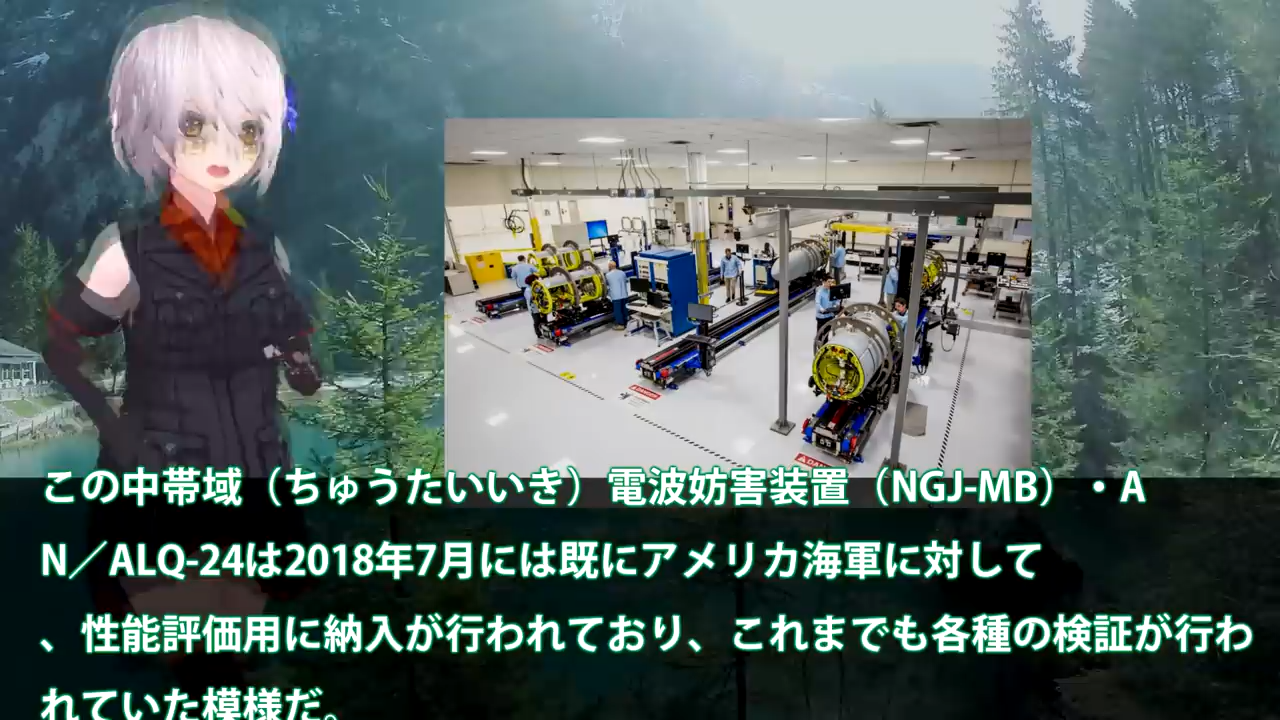 この中帯域（ちゅうたいいき）電波妨害装置（NGJ-MB）・A
N／ALQ-24は2018年7月には既にアメリカ海軍に対して
、性能評価用に納入が行われており、これまでも各種の検証が行わ
れていた模様だ。